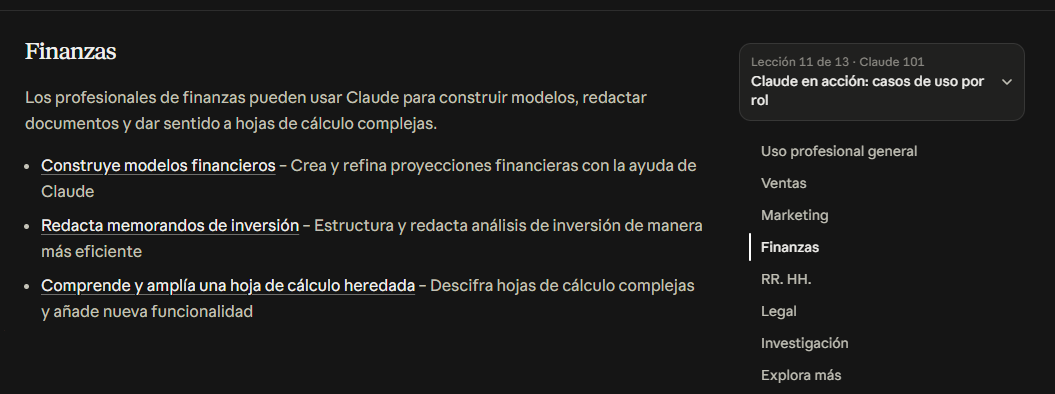 Finanzas
Los profesionales de finanzas pueden usar Claude para construir modelos, redactar
documentos y dar sentido a hojas de cálculo complejas.
• Construye modelos financieros – Crea y refina proyecciones financieras con la ayuda de
Claude
• Redacta memorandos de inversión – Estructura y redacta análisis de inversión de manera
más eficiente
• Comprende y amplía una hoja de cálculo heredada – Descifra hojas de cálculo complejas
y añade nueva funcionalidad
Lección 11 de 13 · Claude 101
Claude en acción: casos de uso por
rol
Uso profesional general
Ventas
Marketing
Finanzas
RR. HH.
Legal
Investigación
Explora más